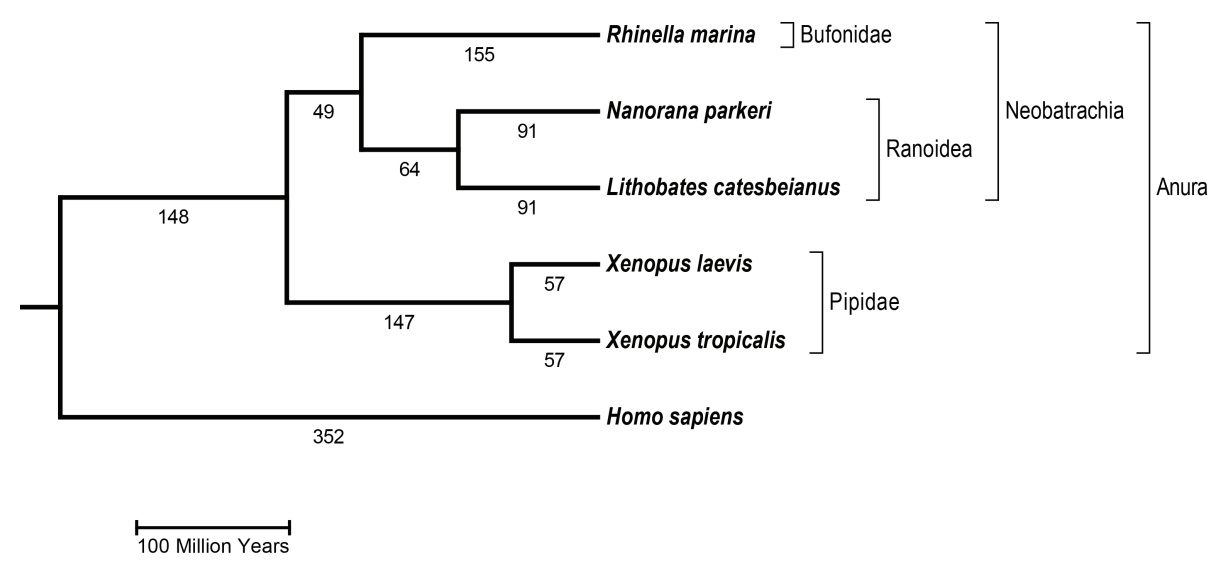 Rhinella marina
Bufonidae
155
49
Nanorana parkeri
Neobatrachia
91
Ranoidea
64
Lithobates catesbeianus
Anura
91
148
Xenopus laevis
57
Pipidae
147
Xenopus tropicalis
57
Homo sapiens
352
100 Million Years